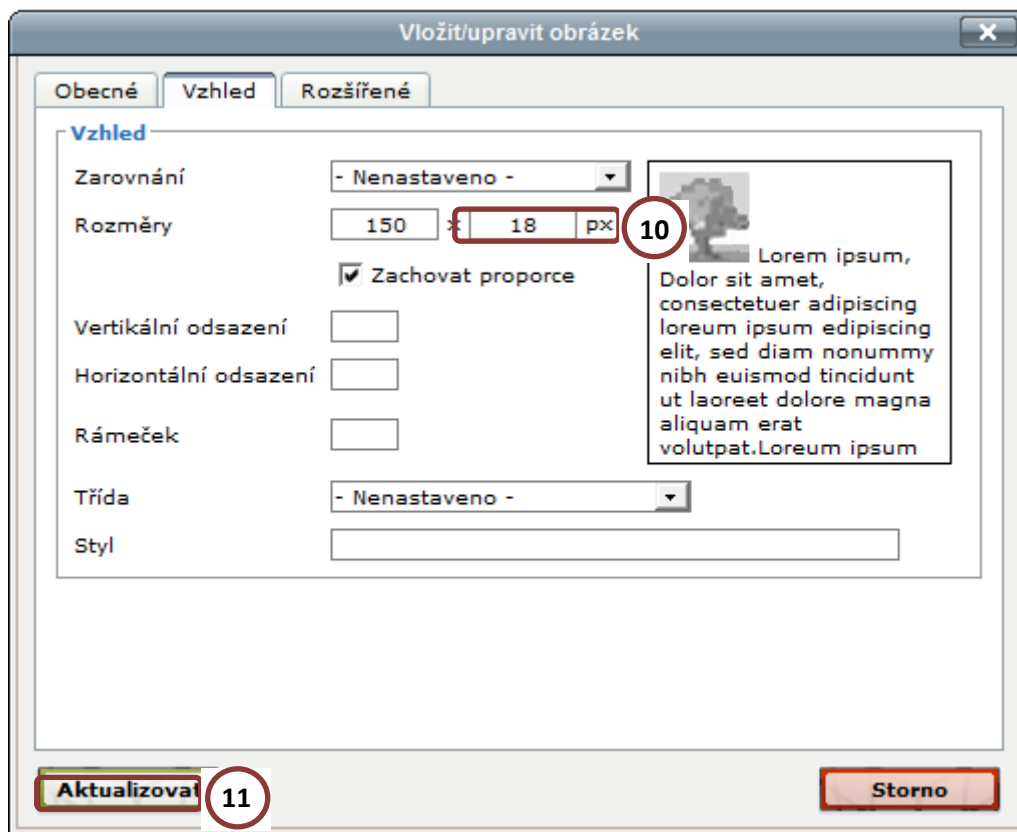 Vložit/upravit obrázek
Obecné Vzhled Rozšířené
Vzhled
Zarovnání - Nenastaveno -
Rozměry 150 x 18 px 10
Zachovat proporce
Vertikální odsazení
Horizontální odsazení
Rámeček
Třída - Nenastaveno -
Styl
Lorem ipsum,
Dolor sit amet,
consectetuer adipiscing
loreum ipsum edipiscing
elit, sed diam nonummy
nibh euismod tincidunt
ut laoreet dolore magna
aliquam erat
volutpat.Loreum ipsum
Aktualizovat 11 Storno